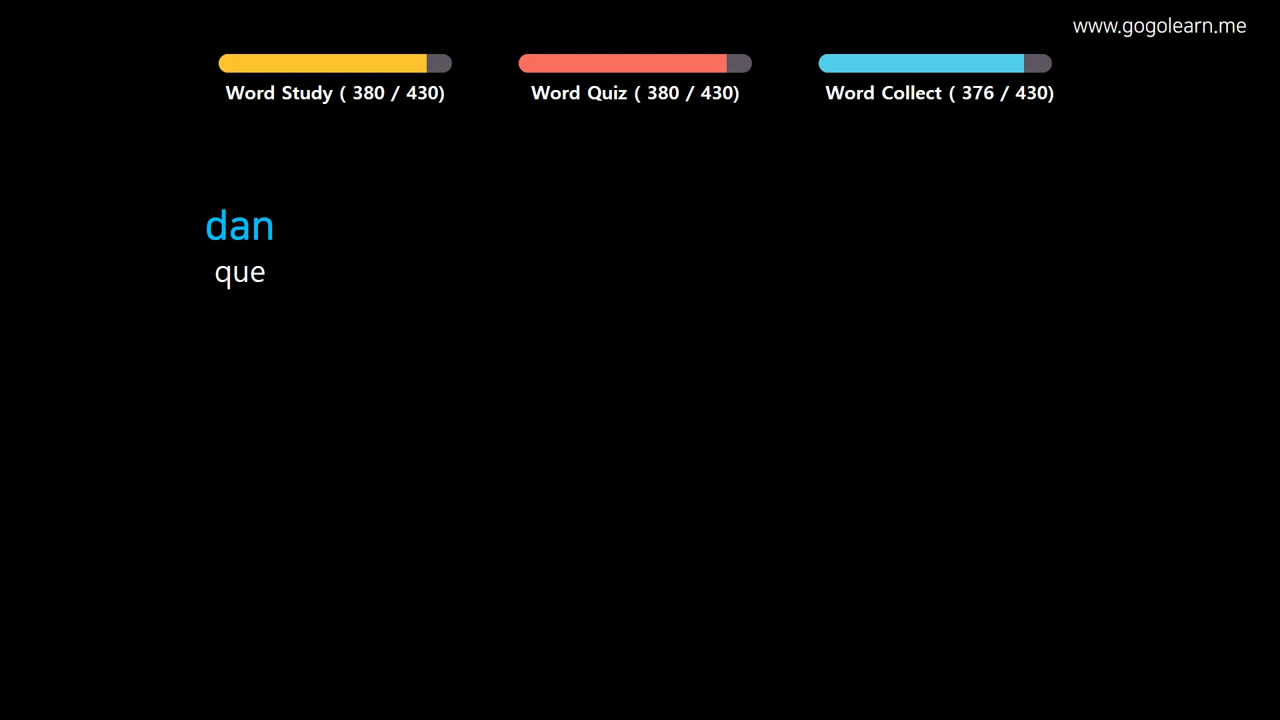 www.gogolearn.me
Word Study ( 380 / 430)
Word Quiz ( 380 / 430)
Word Collect ( 376 / 430)
dan
que